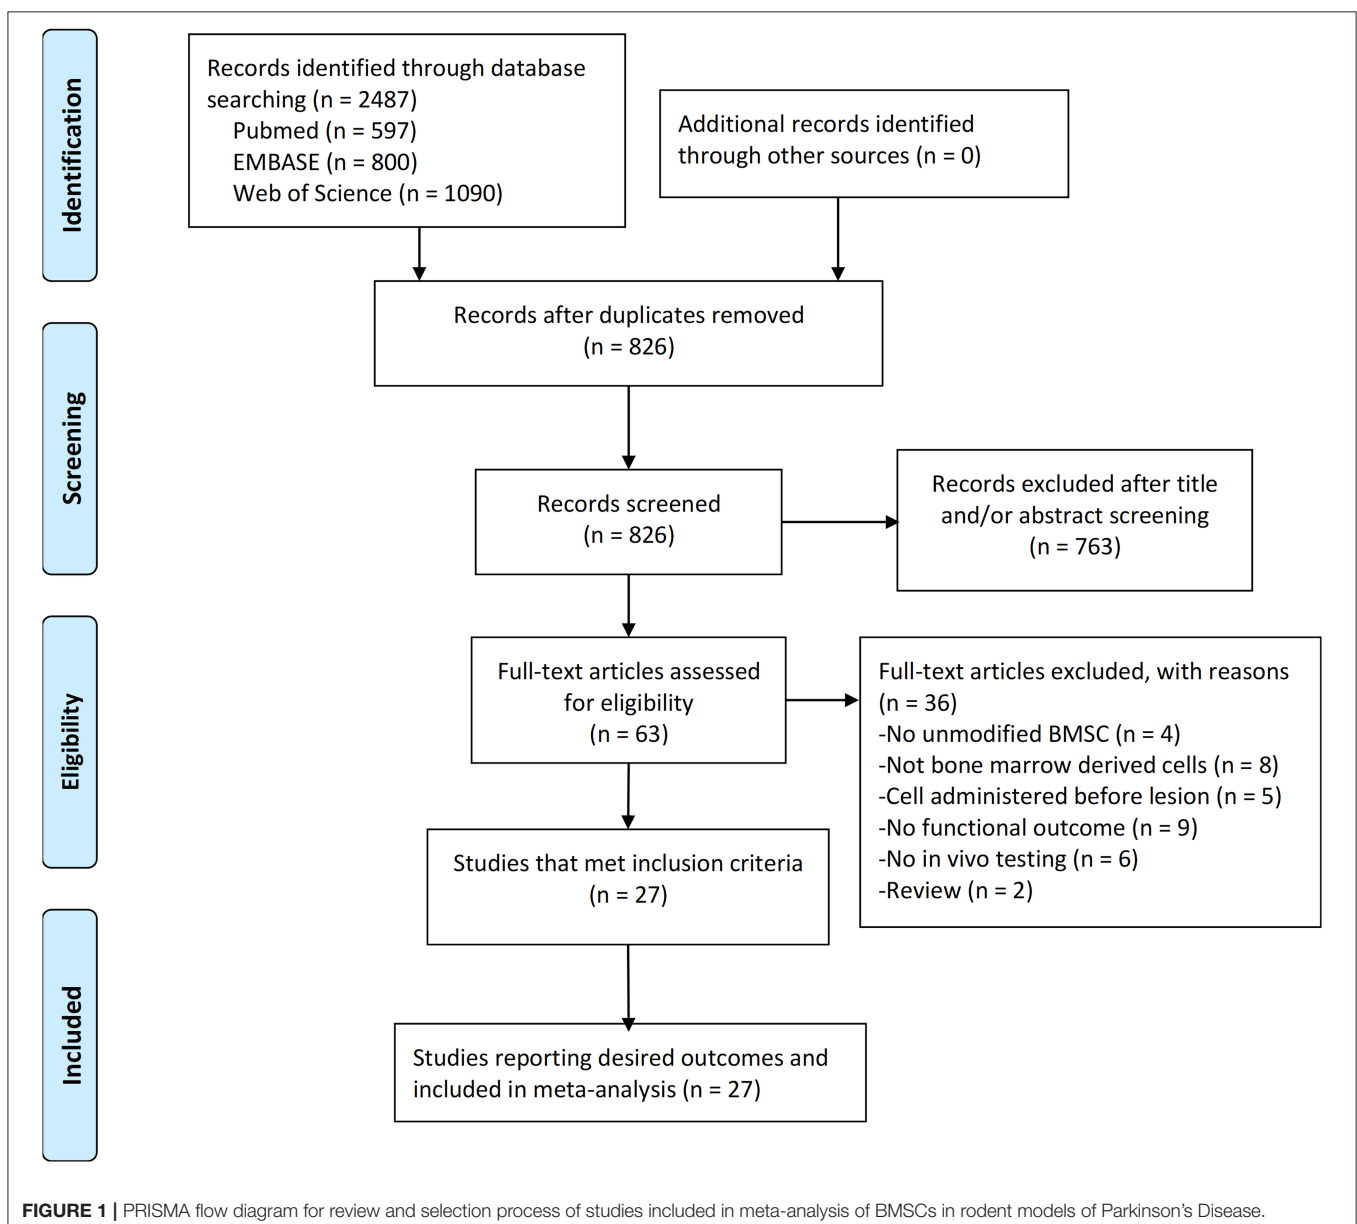 Identification
Records identified through database
searching (n = 2487)
Pubmed (n = 597)
EMBASE (n = 800)
Web of Science (n = 1090)
Additional records identified
through other sources (n = 0)
Records after duplicates removed
(n = 826)
Screening
Records screened
(n = 826)
Records excluded after title
and/or abstract screening
(n = 763)
Eligibility
Full-text articles assessed
for eligibility
(n = 63)
Full-text articles excluded, with reasons
(n = 36)
-No unmodified BMSC (n = 4)
-Not bone marrow derived cells (n = 8)
-Cell administered before lesion (n = 5)
-No functional outcome (n = 9)
-No in vivo testing (n = 6)
-Review (n = 2)
Studies that met inclusion criteria
(n = 27)
Included
Studies reporting desired outcomes and
included in meta-analysis (n = 27)
FIGURE 1 | PRISMA flow diagram for review and selection process of studies included in meta-analysis of BMSCs in rodent models of Parkinson's Disease.